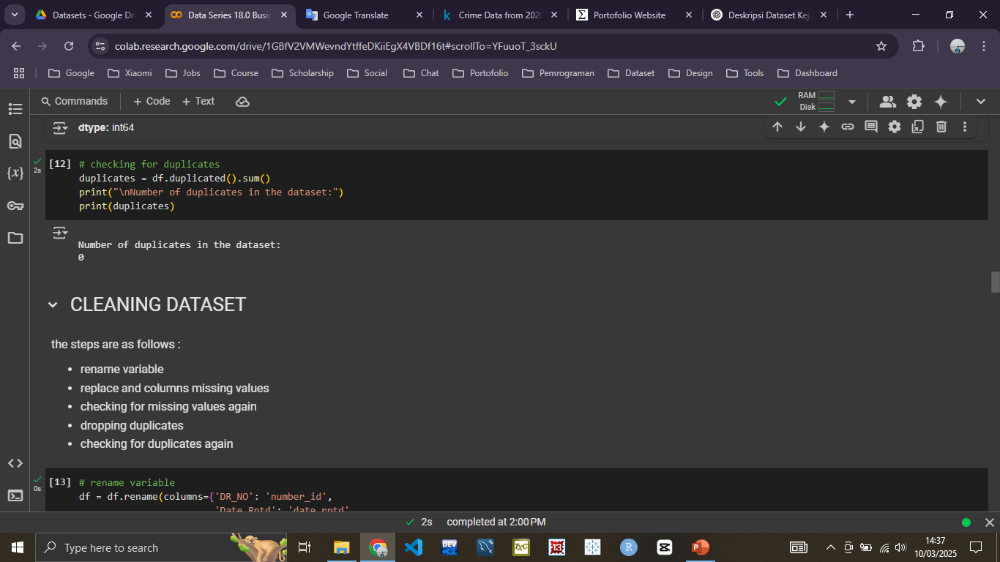 Datasets - Google Dri
Data Series 18.0 Busin
Google Translate
Crime Data from 202
Portofolio Website
Deskripsi Dataset Keja
colab.research.google.com/drive/1GBfV2VMWevndYtffeDKiiEgX4VBDf16t#scrollTo=YFuuoT_3sckU
Google
Xiaomi
Jobs
Course
Scholarship
Social
Chat
Portofolio
Pemrograman
Dataset
Design
Tools
Dashboard
Commands
+ Code
+ Text
RAM
Disk
dtype: int64
[12]
2s
# checking for duplicates
duplicates = df.duplicated().sum()
print("\nNumber of duplicates in the dataset:")
print(duplicates)
Number of duplicates in the dataset:
0
CLEANING DATASET
the steps are as follows :
• rename variable
• replace and columns missing values
• checking for missing values again
• dropping duplicates
• checking for duplicates again
[13]
0s
# rename variable
df = df.rename(columns={'DR_NO': 'number_id',
'Date Rptd': 'date_rptd',
2s completed at 2:00 PM
Type here to search
DEV
TXC
R
14:37
10/03/2025